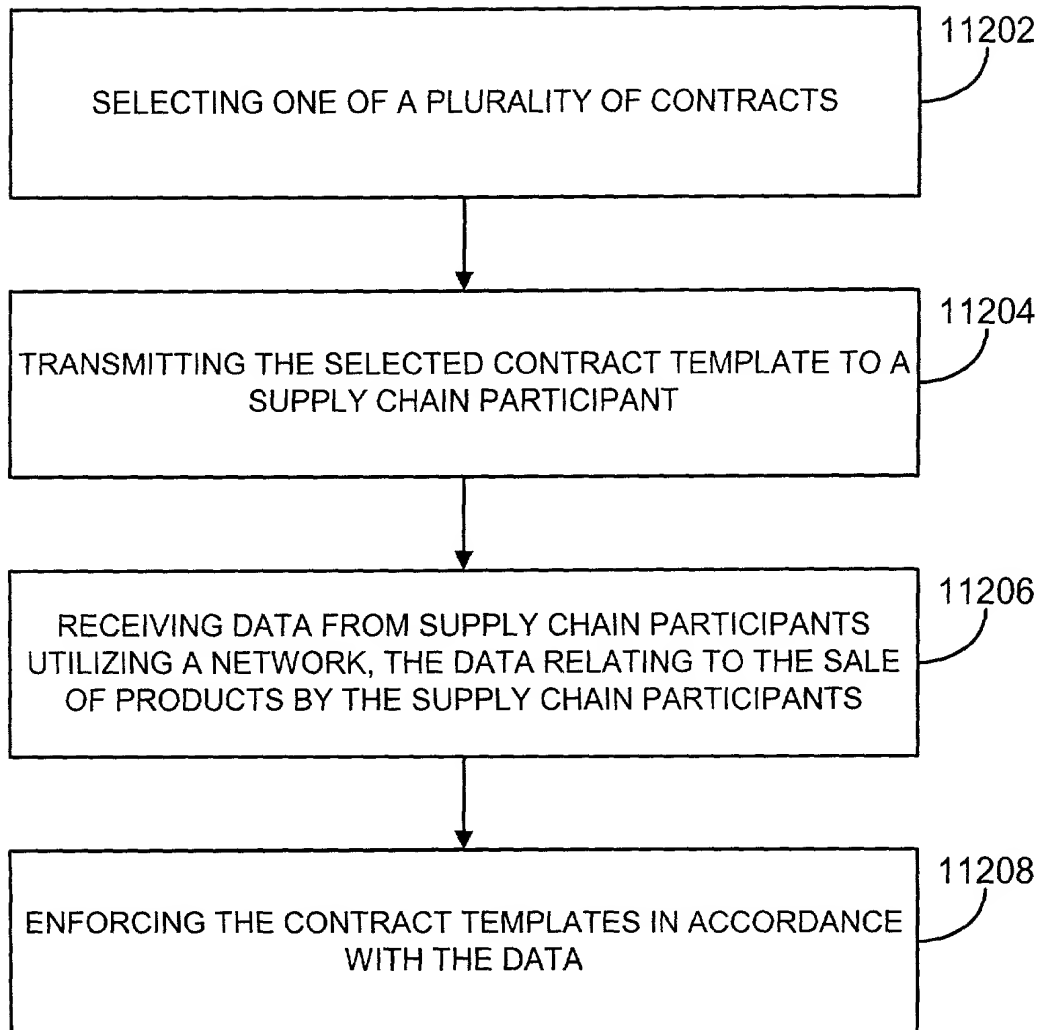 11202
SELECTING ONE OF A PLURALITY OF CONTRACTS
11204
TRANSMITTING THE SELECTED CONTRACT TEMPLATE TO A
SUPPLY CHAIN PARTICIPANT
11206
RECEIVING DATA FROM SUPPLY CHAIN PARTICIPANTS
UTILIZING A NETWORK, THE DATA RELATING TO THE SALE
OF PRODUCTS BY THE SUPPLY CHAIN PARTICIPANTS
11208
ENFORCING THE CONTRACT TEMPLATES IN ACCORDANCE
WITH THE DATA